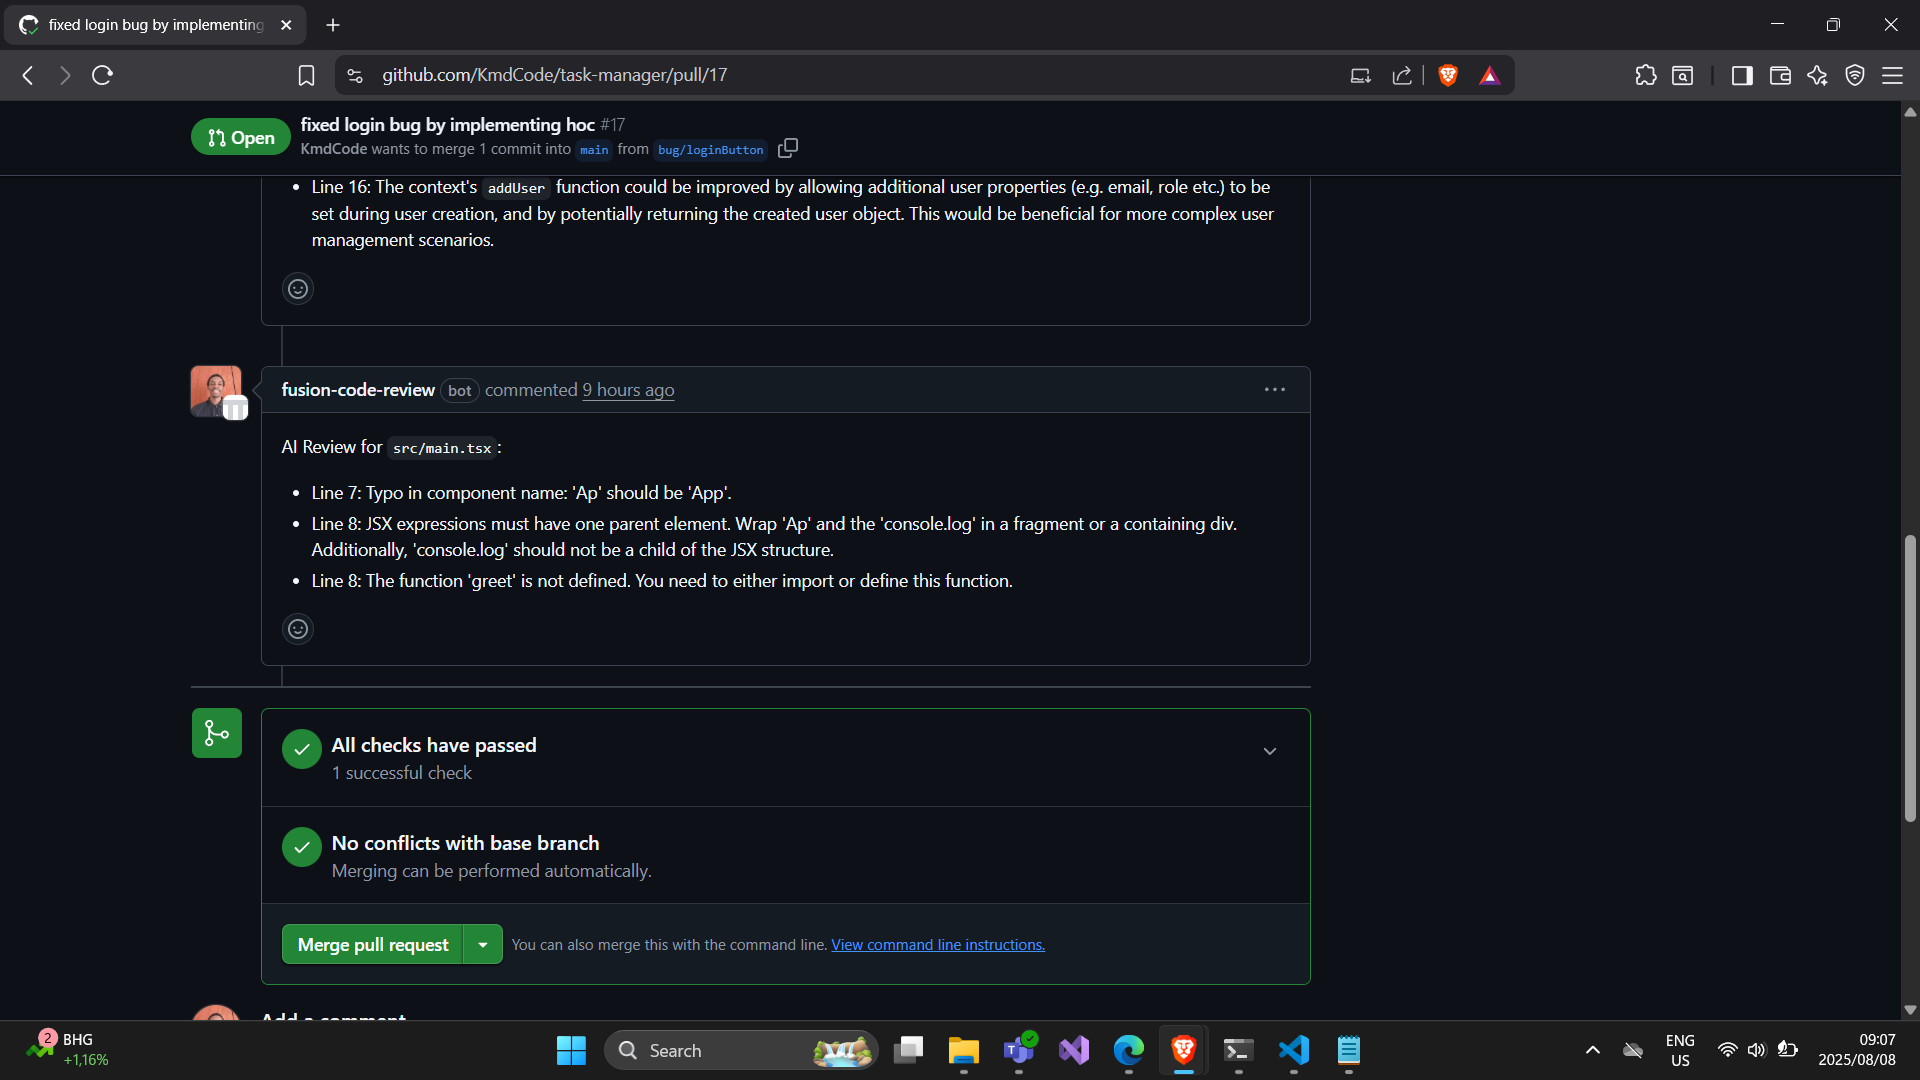 fixed login bug by implementing
github.com/KmdCode/task-manager/pull/17
Open
fixed login bug by implementing hoc #17
KmdCode wants to merge 1 commit into main from bug/loginButton
Line 16: The context's addUser function could be improved by allowing additional user properties (e.g. email, role etc.) to be
set during user creation, and by potentially returning the created user object. This would be beneficial for more complex user
management scenarios.
fusion-code-review bot commented 9 hours ago
AI Review for src/main.tsx:
Line 7: Typo in component name: 'Ap' should be 'App'.
Line 8: JSX expressions must have one parent element. Wrap 'Ap' and the 'console.log' in a fragment or a containing div.
Additionally, 'console.log' should not be a child of the JSX structure.
Line 8: The function 'greet' is not defined. You need to either import or define this function.
All checks have passed
1 successful check
No conflicts with base branch
Merging can be performed automatically.
Merge pull request
You can also merge this with the command line. View command line instructions.
Add a comment
2
BHG
+1,16%
Search
ENG
US
09:07
2025/08/08